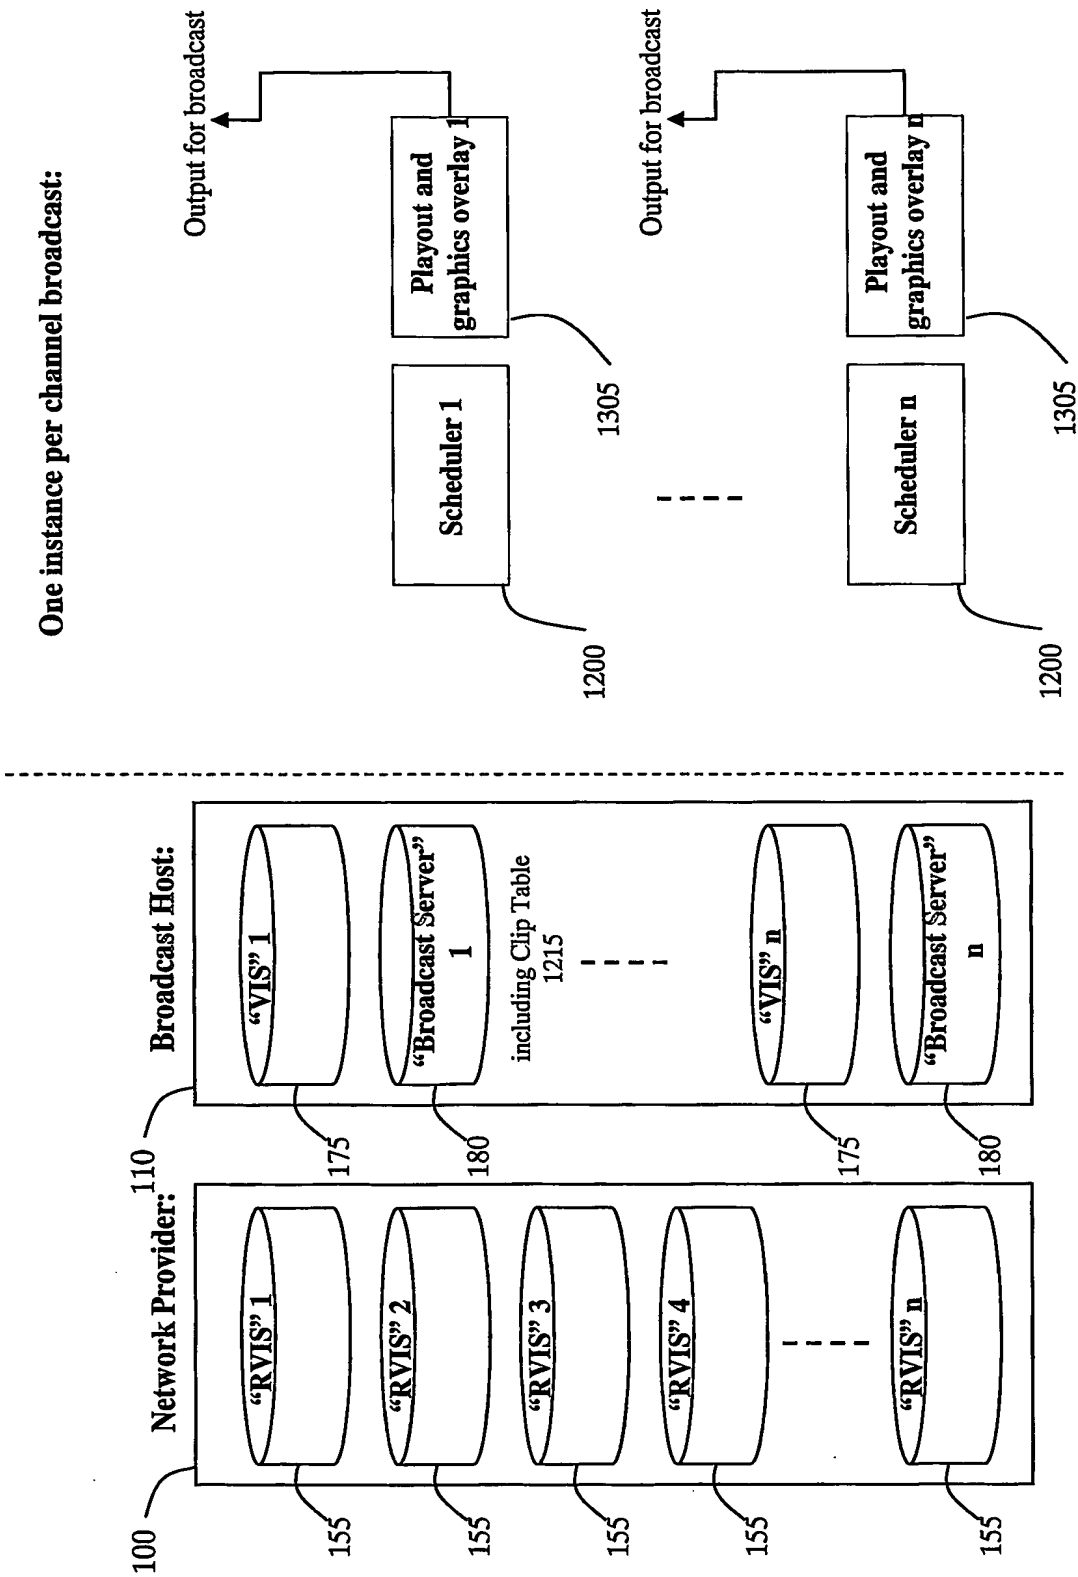 Network Provider:
100
“RVIS” 1
155
“RVIS” 2
155
“RVIS” 3
155
“RVIS” 4
155
“RVIS” n
155
Broadcast Host:
110
“VIS” 1
175
“Broadcast Server”
1
180
including Clip Table
1215
“VIS” n
175
“Broadcast Server”
n
180
One instance per channel broadcast:
Output for broadcast
Scheduler 1
1200
Playout and
graphics overlay 1
1305
Output for broadcast
Scheduler n
1200
Playout and
graphics overlay n
1305